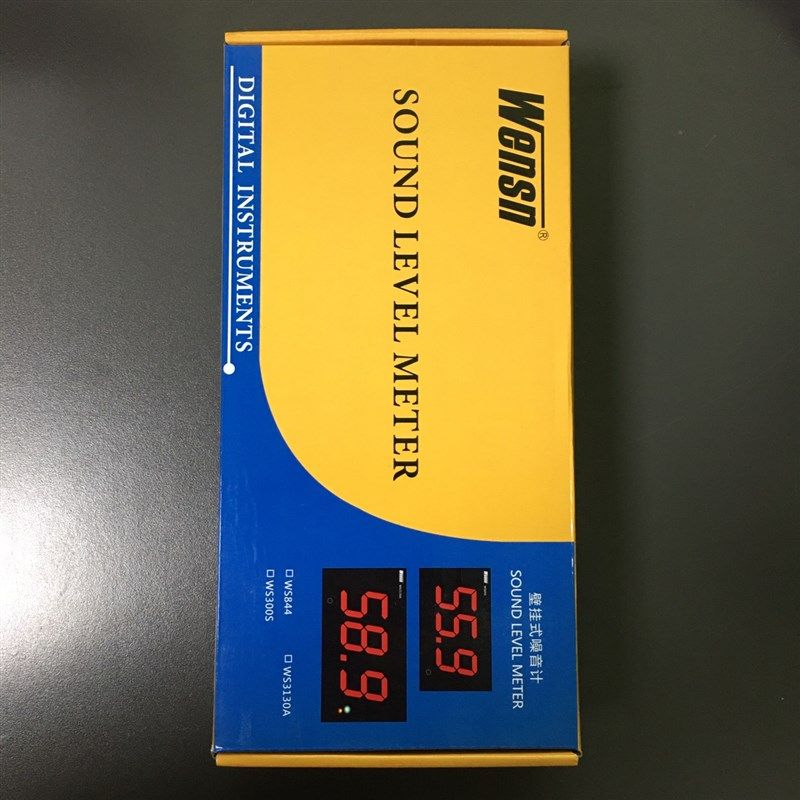 Wensn®
SOUND LEVEL METER
DIGITAL INSTRUMENTS
壁挂式噪音计
SOUND LEVEL METER
55.9
58.9
☐ WS844
☐ WS3130A
☐ WS300S